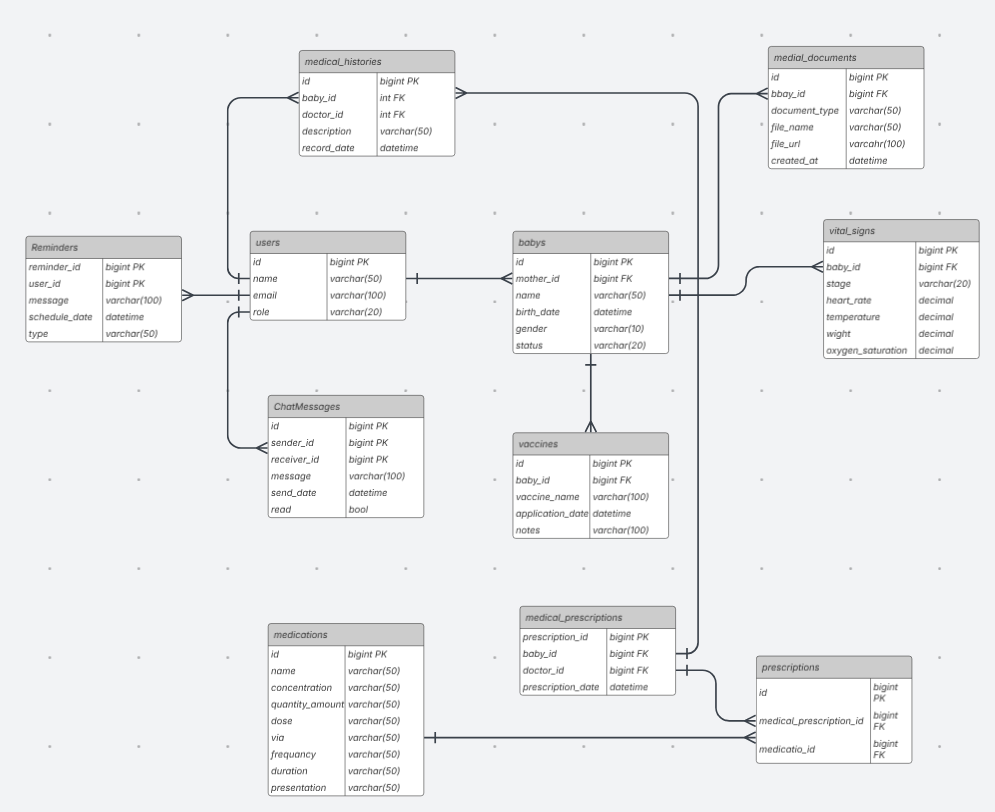 medical_histories
id bigint PK
baby_id int FK
doctor_id int FK
description varchar(50)
record_date datetime
medial_documents
id bigint PK
bbay_id bigint FK
document_type varchar(50)
file_name varchar(50)
file_url varcahr(100)
created_at datetime
Reminders
reminder_id bigint PK
user_id bigint PK
message varchar(100)
schedule_date datetime
type varchar(50)
users
id bigint PK
name varchar(50)
email varchar(100)
role varchar(20)
babys
id bigint PK
mother_id bigint FK
name varchar(50)
birth_date datetime
gender varchar(10)
status varchar(20)
vital_signs
id bigint PK
baby_id bigint FK
stage varchar(20)
heart_rate decimal
temperature decimal
wight decimal
oxygen_saturation decimal
ChatMessages
id bigint PK
sender_id bigint PK
receiver_id bigint PK
message varchar(100)
send_date datetime
read bool
vaccines
id bigint PK
baby_id bigint FK
vaccine_name varchar(100)
application_date datetime
notes varchar(100)
medications
id bigint PK
name varchar(50)
concentration varchar(50)
quantity_amount varchar(50)
dose varchar(50)
via varchar(50)
frequancy varchar(50)
duration varchar(50)
presentation varchar(50)
medical_prescriptions
prescription_id bigint PK
baby_id bigint FK
doctor_id bigint FK
prescription_date datetime
prescriptions
id bigint PK
medical_prescription_id bigint FK
medicatio_id bigint FK